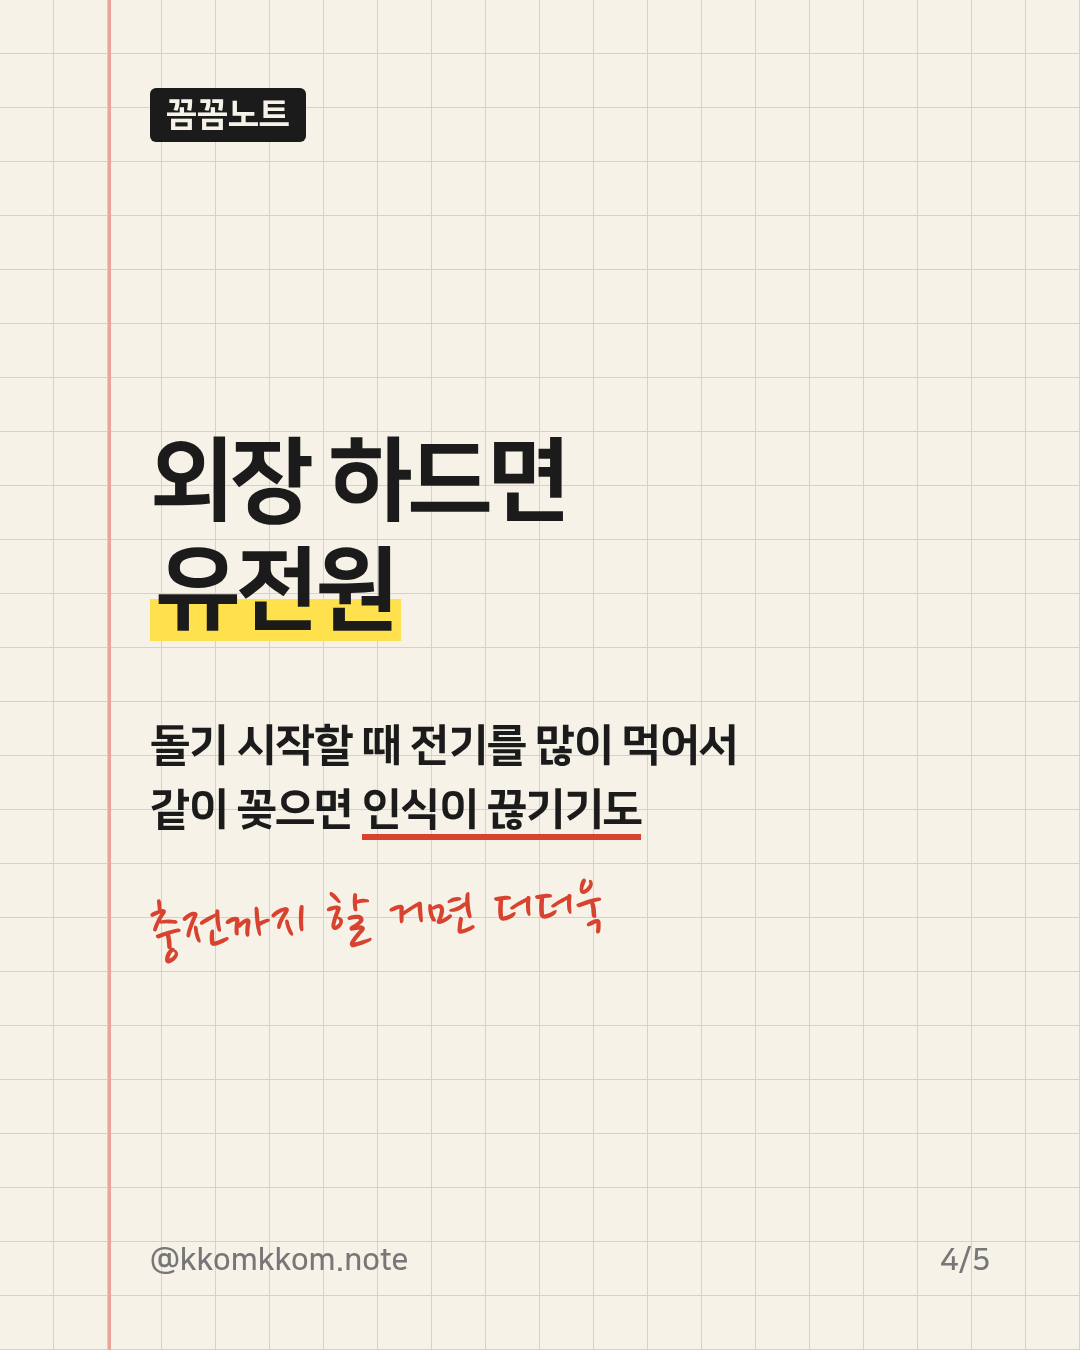 꼼꼼노트
외장 하드면
유전원
돌기 시작할 때 전기를 많이 먹어서
같이 꽂으면 인식이 끊기기도
충전까지 할 거면 더더욱
@kkomkkom.note
4/5